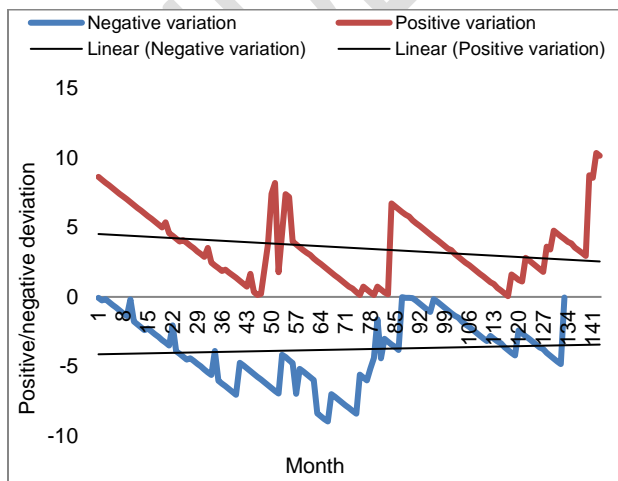 Negative variation
Positive variation
Linear (Negative variation)
Linear (Positive variation)
15
10
5
0
-5
-10
Positive/negative deviation
1 8 15 22 29 36 43 50 57 64 71 78 85 92 99 106 113 120 127 134 141
Month